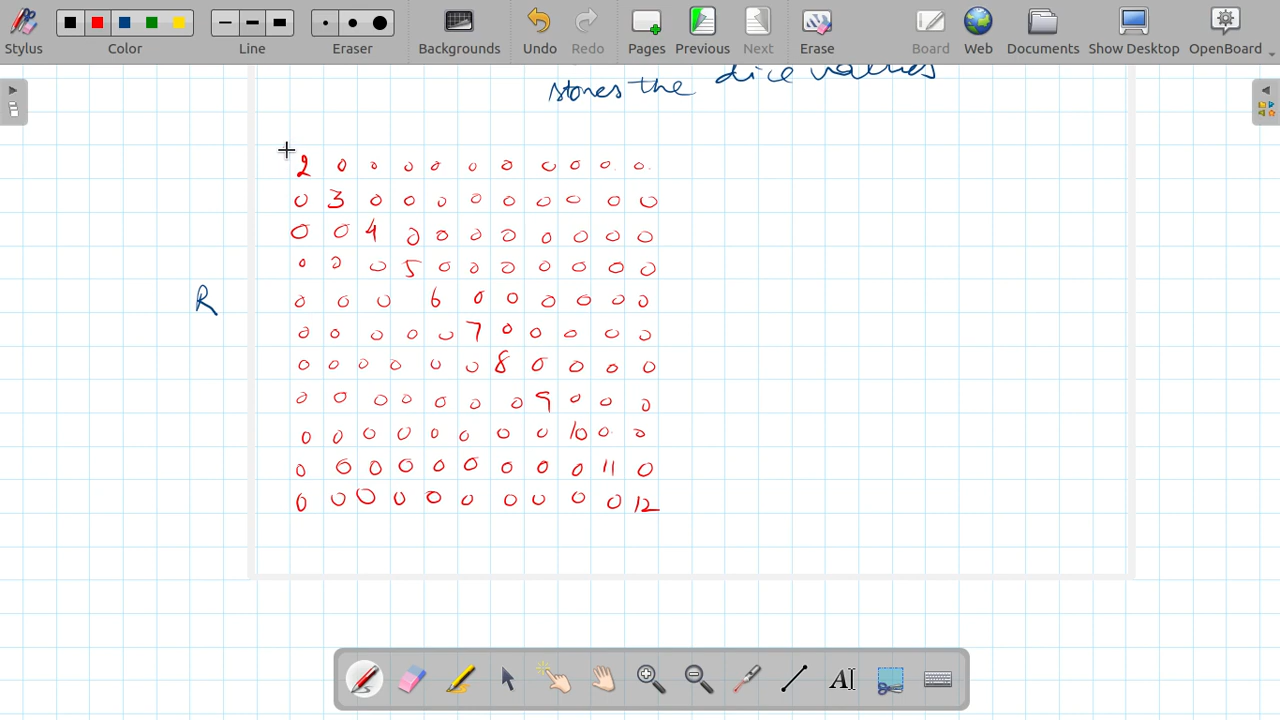 Stylus Color Line Eraser Backgrounds Undo Redo Pages Previous Next Erase Board Web Documents Show Desktop OpenBoard
stores the dice values
2 0 0 0 0 0 0 0 0 0 0
0 3 0 0 0 0 0 0 0 0 0
0 0 4 0 0 0 0 0 0 0 0
0 0 0 5 0 0 0 0 0 0 0
R 0 0 0 6 0 0 0 0 0 0
0 0 0 0 0 7 0 0 0 0 0
0 0 0 0 0 0 8 0 0 0 0
0 0 0 0 0 0 0 9 0 0 0
0 0 0 0 0 0 0 0 10 0 0
0 0 0 0 0 0 0 0 0 11 0
0 0 0 0 0 0 0 0 0 0 12